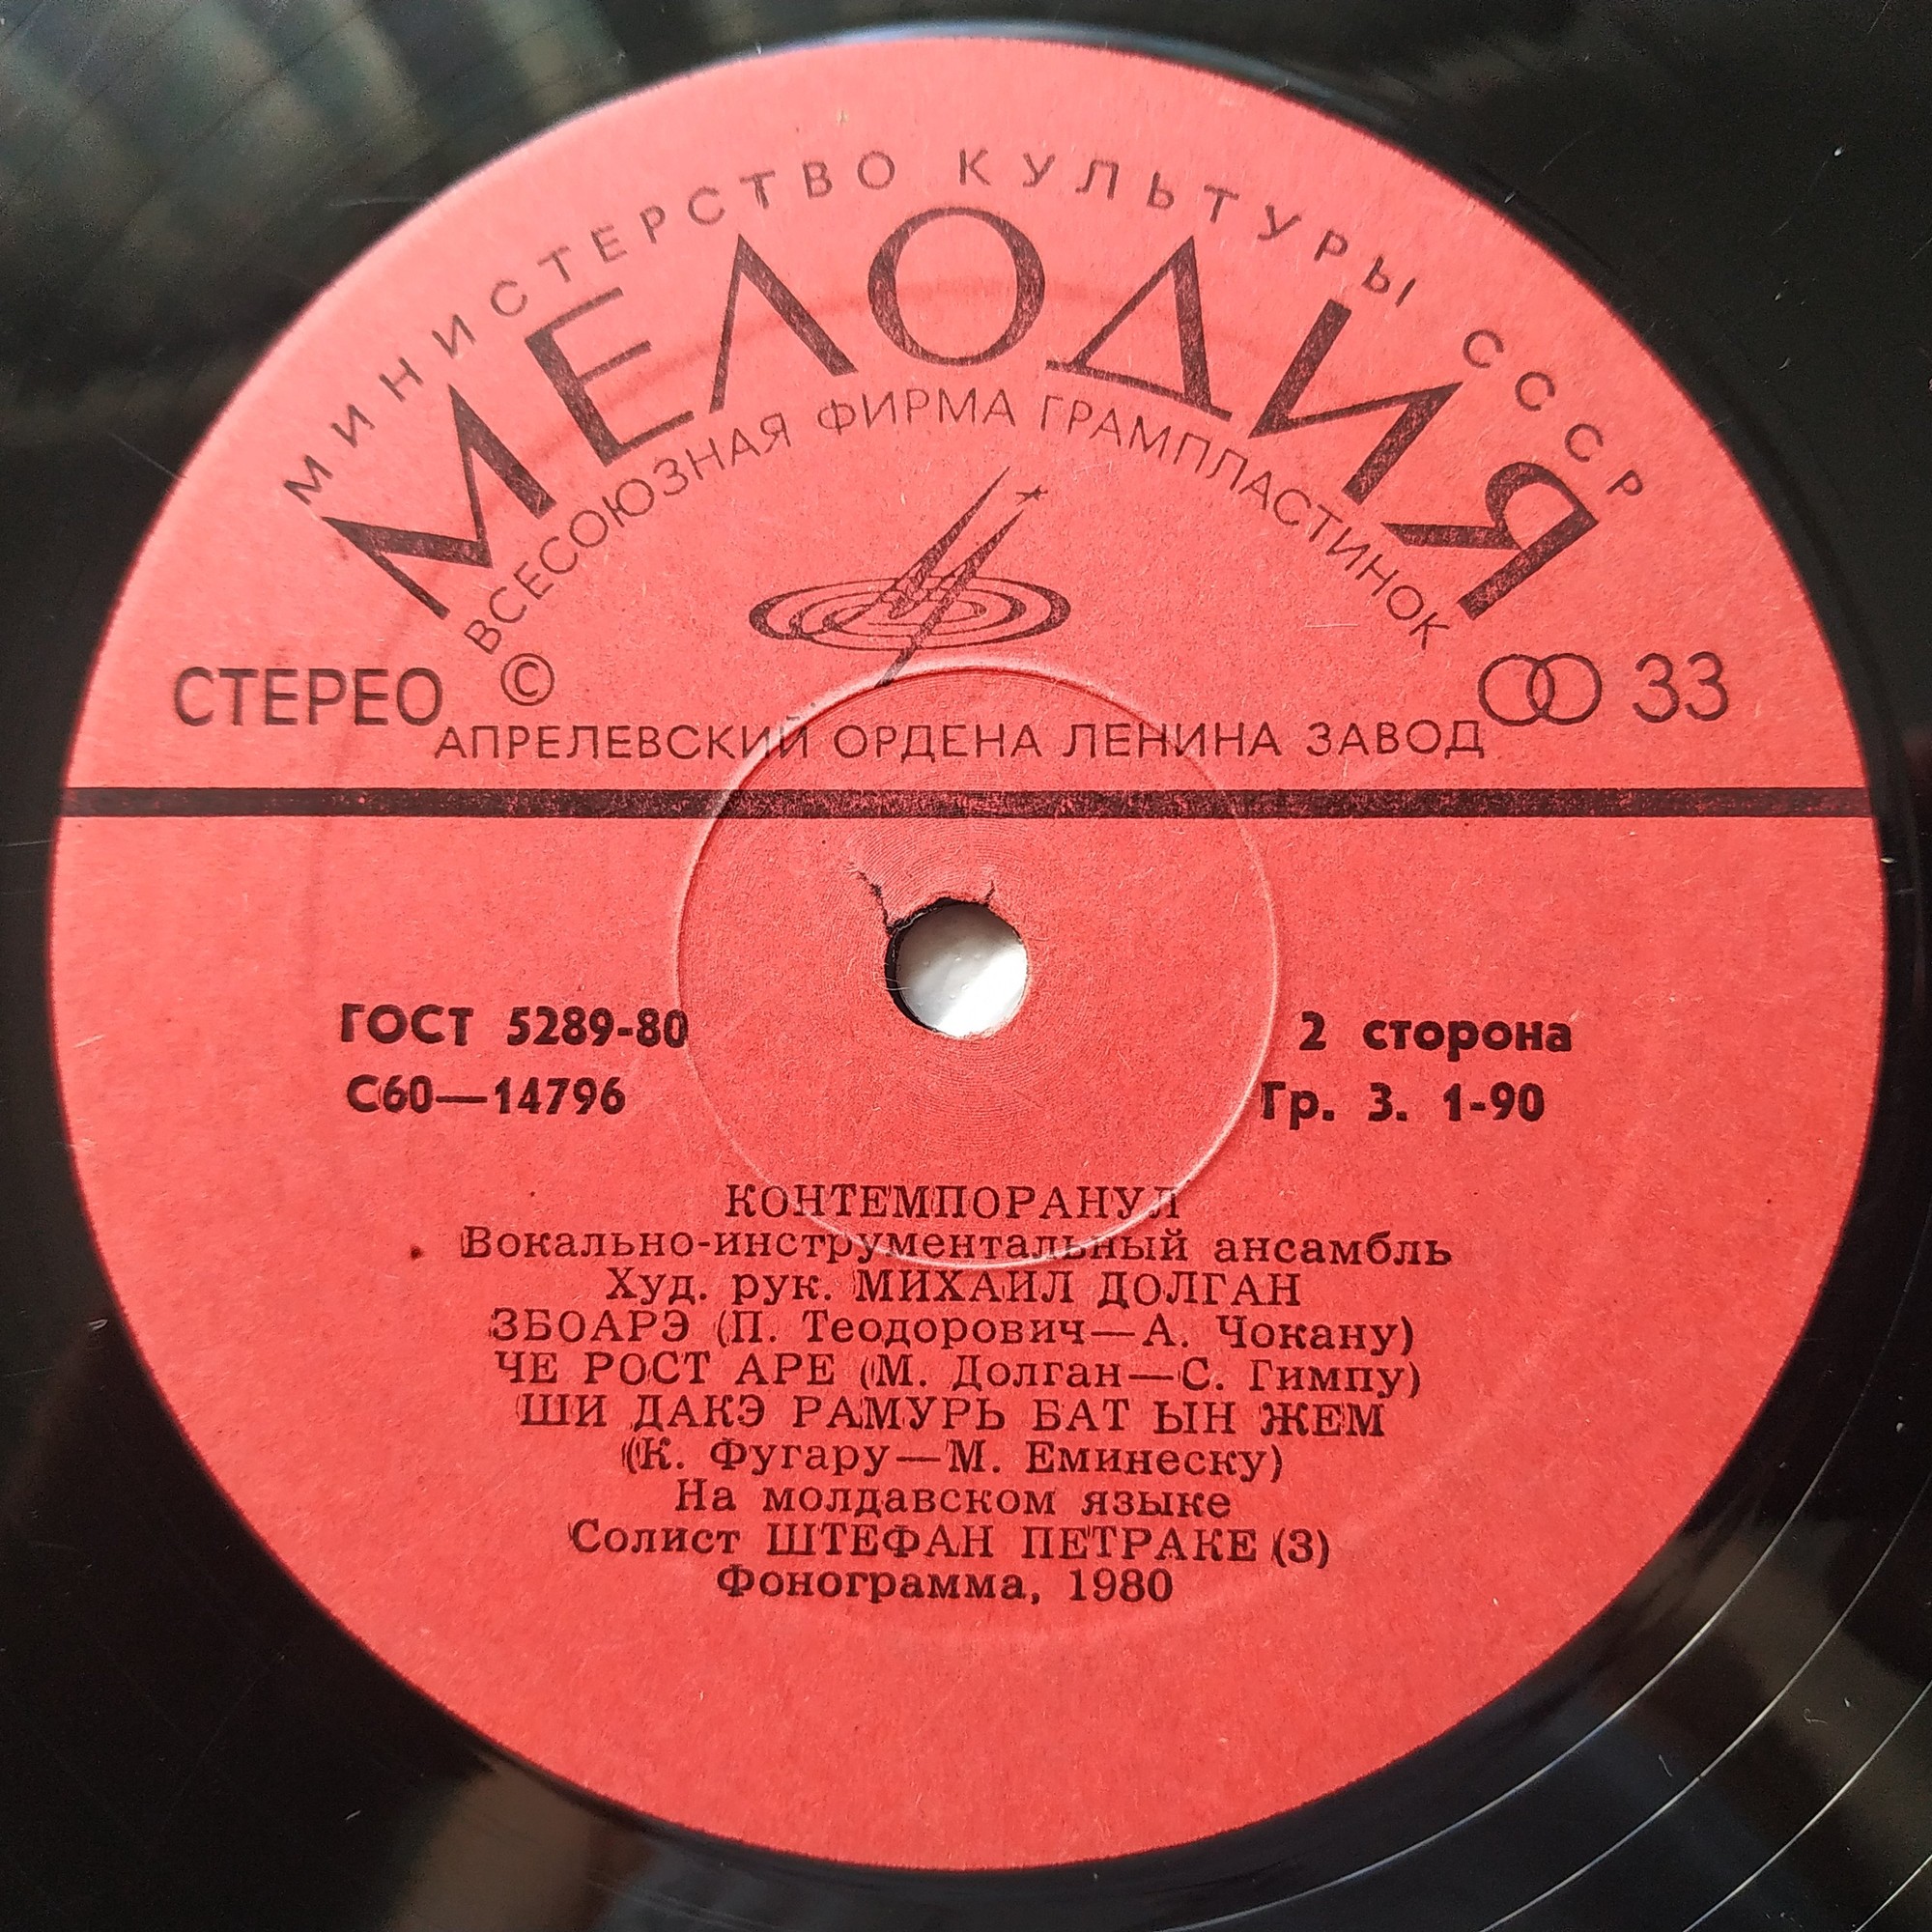 МИНИСТЕРСТВО КУЛЬТУРЫ СССР
МЕЛОДИЯ
ВСЕСОЮЗНАЯ ФИРМА ГРАМПЛАСТИНОК
СТЕРЕО © 33
АПРЕЛЕВСКИЙ ОРДЕНА ЛЕНИНА ЗАВОД
ГОСТ 5289-80 2 сторона
С60—14796 Гр. 3. 1-90
КОНТЕМПОРАНУЛ
Вокально-инструментальный ансамбль
Худ. рук. МИХАИЛ ДОЛГАН
ЗБОАРЭ (П. Теодорович—А. Чокану)
ЧЕ РОСТ АРЕ (М. Долган—С. Гимпу)
ШИ ДАКЭ РАМУРЬ БАТ ЫН ЖЕМ
(К. Фугару—М. Еминеску)
На молдавском языке
Солист ШТЕФАН ПЕТРАКЕ (3)
Фонограмма, 1980